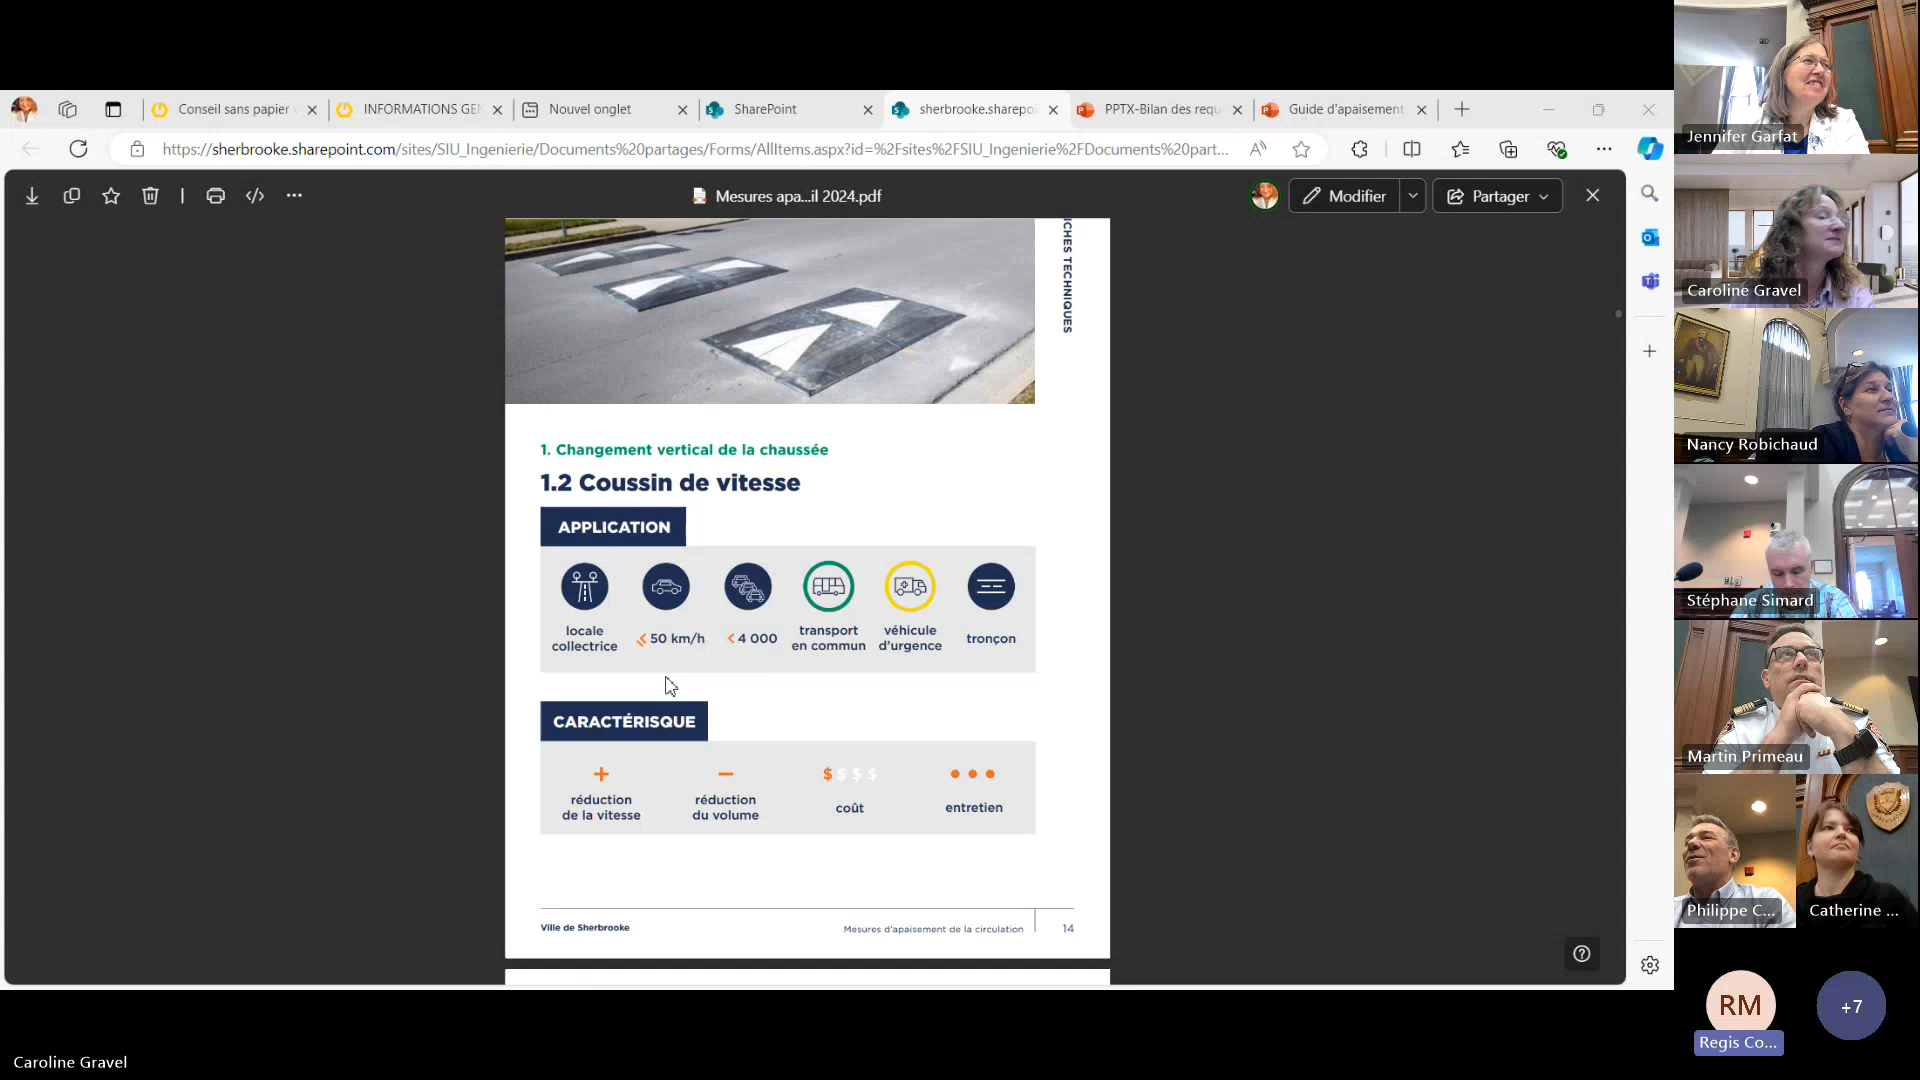 Conseil sans papier
INFORMATIONS GEN
Nouvel onglet
SharePoint
sherbrooke.sharepo
PPTX-Bilan des requ
Guide d'apaisement
https://sherbrooke.sharepoint.com/sites/SIU_Ingenierie/Documents%20partages/Forms/AllItems.aspx?id=%2Fsites%2FSIU_Ingenierie%2FDocuments%20part...
Mesures apa...il 2024.pdf
Modifier
Partager
ICHES TECHNIQUES
1. Changement vertical de la chaussée
1.2 Coussin de vitesse
APPLICATION
locale
collectrice
⩽ 50 km/h
< 4 000
transport
en commun
véhicule
d'urgence
tronçon
CARACTÉRISQUE
+
réduction
de la vitesse
−
réduction
du volume
$ $ $ $
coût
entretien
Ville de Sherbrooke
Mesures d'apaisement de la circulation
14
Jennifer Garfat
Caroline Gravel
Nancy Robichaud
Stéphane Simard
Martin Primeau
Philippe C...
Catherine ...
RM
Regis Co...
+7
Caroline Gravel